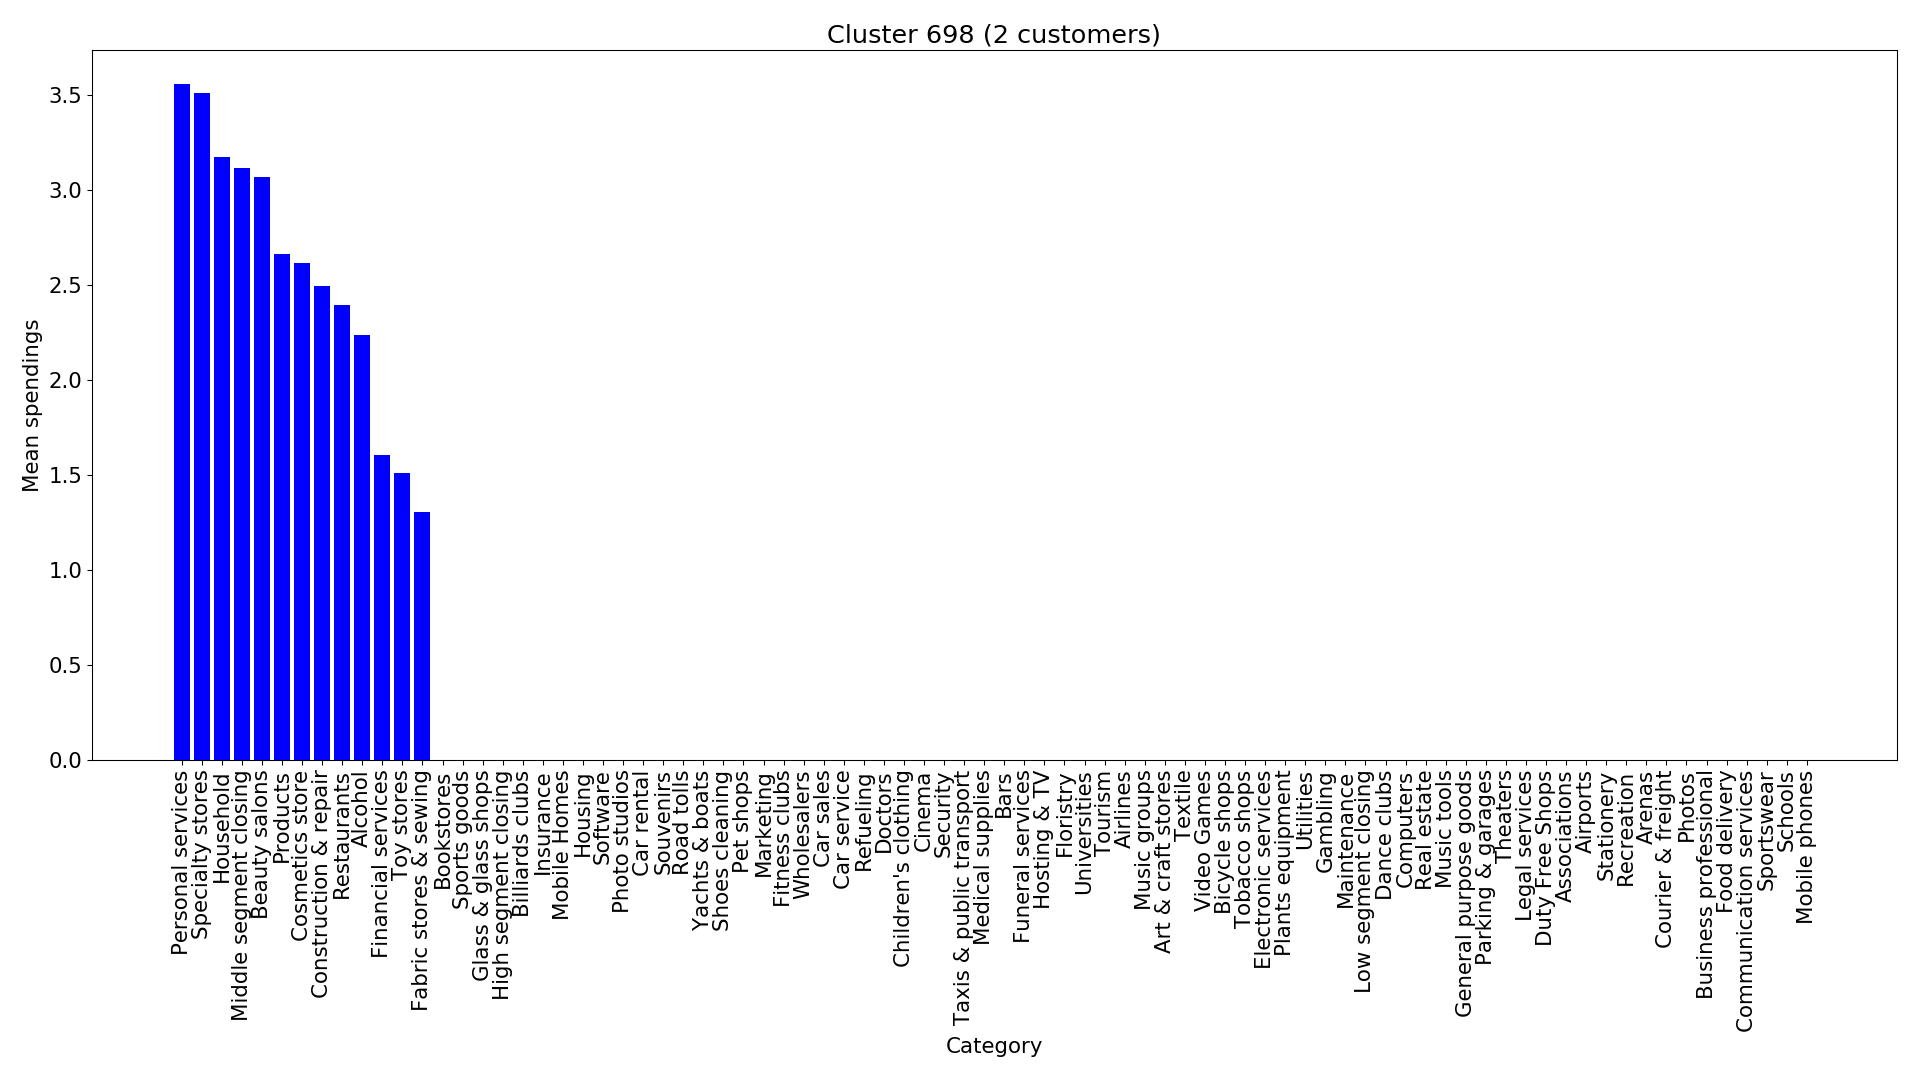 Cluster 698 (2 customers)
Mean spendings
3.5
3.0
2.5
2.0
1.5
1.0
0.5
0.0
Personal services
Specialty stores
Household
Middle segment closing
Beauty salons
Products
Cosmetics store
Construction & repair
Restaurants
Alcohol
Financial services
Toy stores
Fabric stores & sewing
Bookstores
Sports goods
Glass & glass shops
High segment closing
Billiards clubs
Insurance
Mobile Homes
Housing
Software
Photo studios
Car rental
Souvenirs
Road tolls
Yachts & boats
Shoes cleaning
Pet shops
Marketing
Fitness clubs
Wholesalers
Car sales
Car service
Refueling
Doctors
Children's clothing
Cinema
Security
Taxis & public transport
Medical supplies
Bars
Funeral services
Hosting & TV
Floristry
Universities
Tourism
Airlines
Music groups
Art & craft stores
Textile
Video Games
Bicycle shops
Tobacco shops
Electronic services
Plants equipment
Utilities
Gambling
Maintenance
Low segment closing
Dance clubs
Computers
Real estate
Music tools
General purpose goods
Parking & garages
Theaters
Legal services
Duty Free Shops
Associations
Airports
Stationery
Recreation
Arenas
Courier & freight
Photos
Business professional
Food delivery
Communication services
Sportswear
Schools
Mobile phones
Category